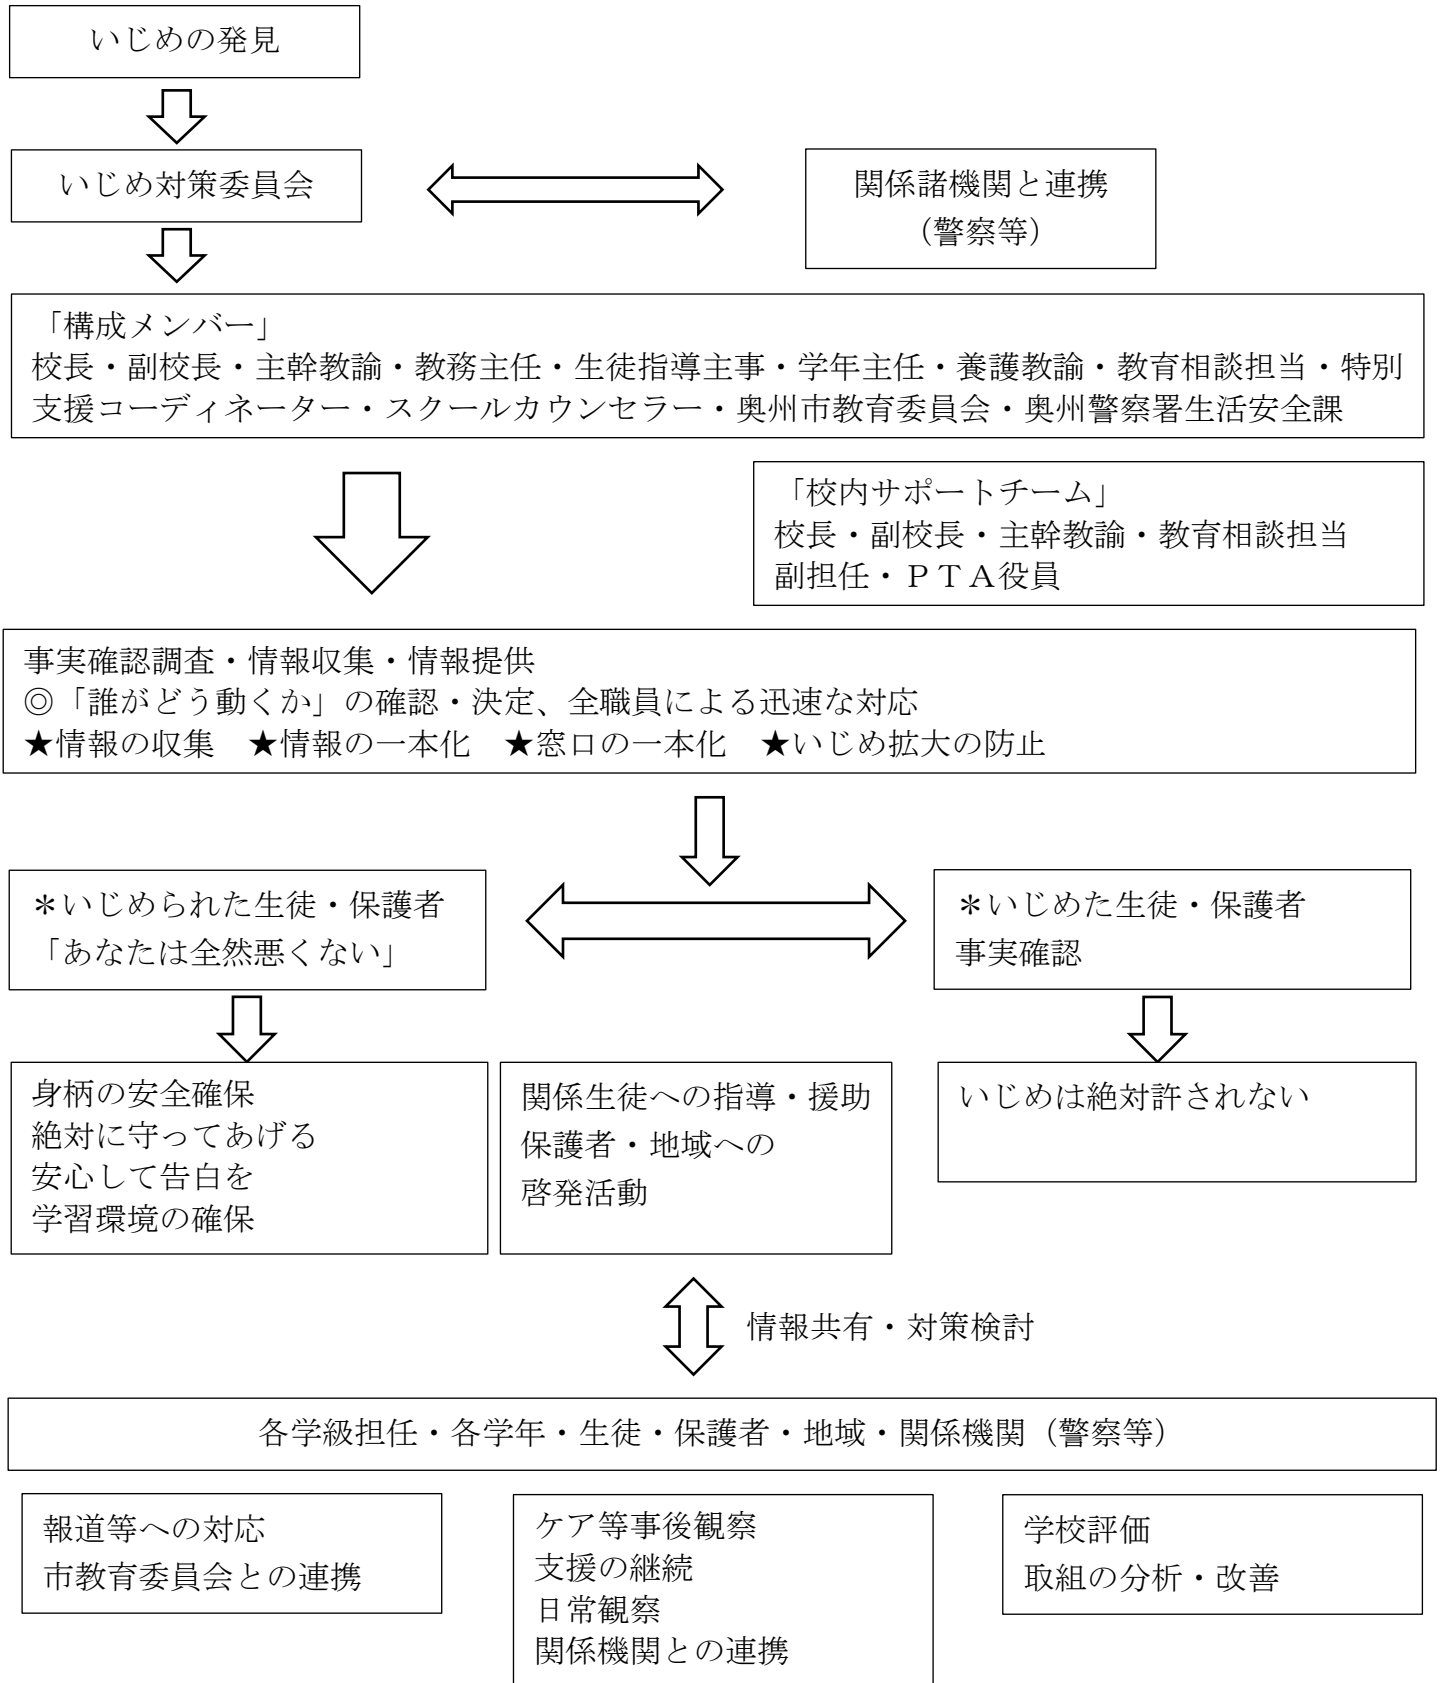 いじめの発見
いじめ対策委員会
関係諸機関と連携
(警察等)
「構成メンバー」
校長・副校長・主幹教諭・教務主任・生徒指導主事・学年主任・養護教諭・教育相談担当・特別
支援コーディネーター・スクールカウンセラー・奥州市教育委員会・奥州警察署生活安全課
「校内サポートチーム」
校長・副校長・主幹教諭・教育相談担当
副担任・ＰＴＡ役員
事実確認調査・情報収集・情報提供
◎「誰がどう動くか」の確認・決定、全職員による迅速な対応
★情報の収集　★情報の一本化　★窓口の一本化　★いじめ拡大の防止
＊いじめられた生徒・保護者
「あなたは全然悪くない」
＊いじめた生徒・保護者
事実確認
身柄の安全確保
絶対に守ってあげる
安心して告白を
学習環境の確保
関係生徒への指導・援助
保護者・地域への
啓発活動
いじめは絶対許されない
情報共有・対策検討
各学級担任・各学年・生徒・保護者・地域・関係機関（警察等）
報道等への対応
市教育委員会との連携
ケア等事後観察
支援の継続
日常観察
関係機関との連携
学校評価
取組の分析・改善